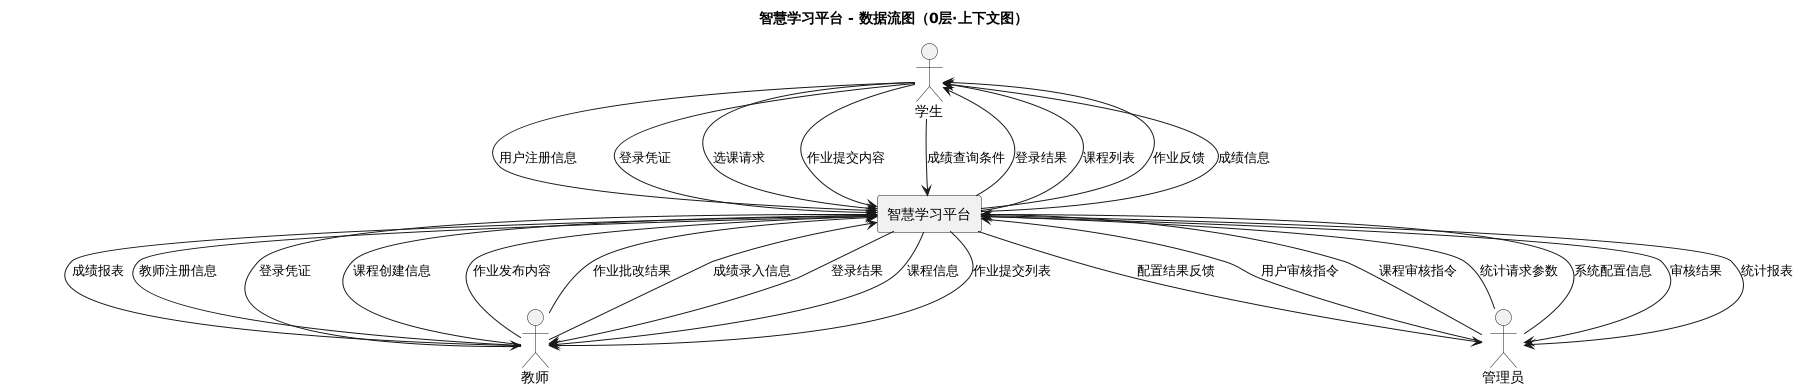 智慧学习平台 - 数据流图（0层·上下文图）
学生
用户注册信息
登录凭证
选课请求
作业提交内容
成绩查询条件
登录结果
课程列表
作业反馈
成绩信息
智慧学习平台
成绩报表
教师注册信息
登录凭证
课程创建信息
作业发布内容
作业批改结果
成绩录入信息
登录结果
课程信息
作业提交列表
配置结果反馈
用户审核指令
课程审核指令
统计请求参数
系统配置信息
审核结果
统计报表
教师
管理员